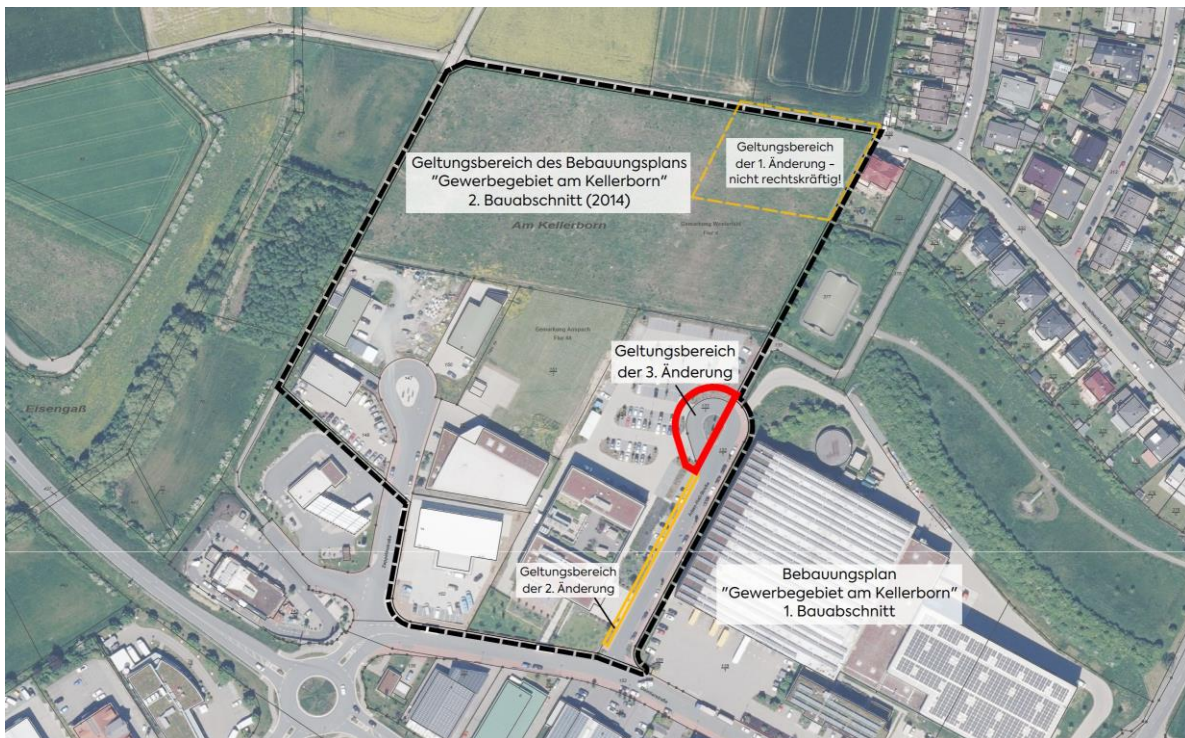 Geltungsbereich
der 1. Änderung -
nicht rechtskräftig!
Geltungsbereich des Bebauungsplans
"Gewerbegebiet am Kellerborn"
2. Bauabschnitt (2014)
Am Kellerborn
Geltungsbereich
der 3. Änderung
Eisengaß
Geltungsbereich
der 2. Änderung
Bebauungsplan
"Gewerbegebiet am Kellerborn"
1. Bauabschnitt